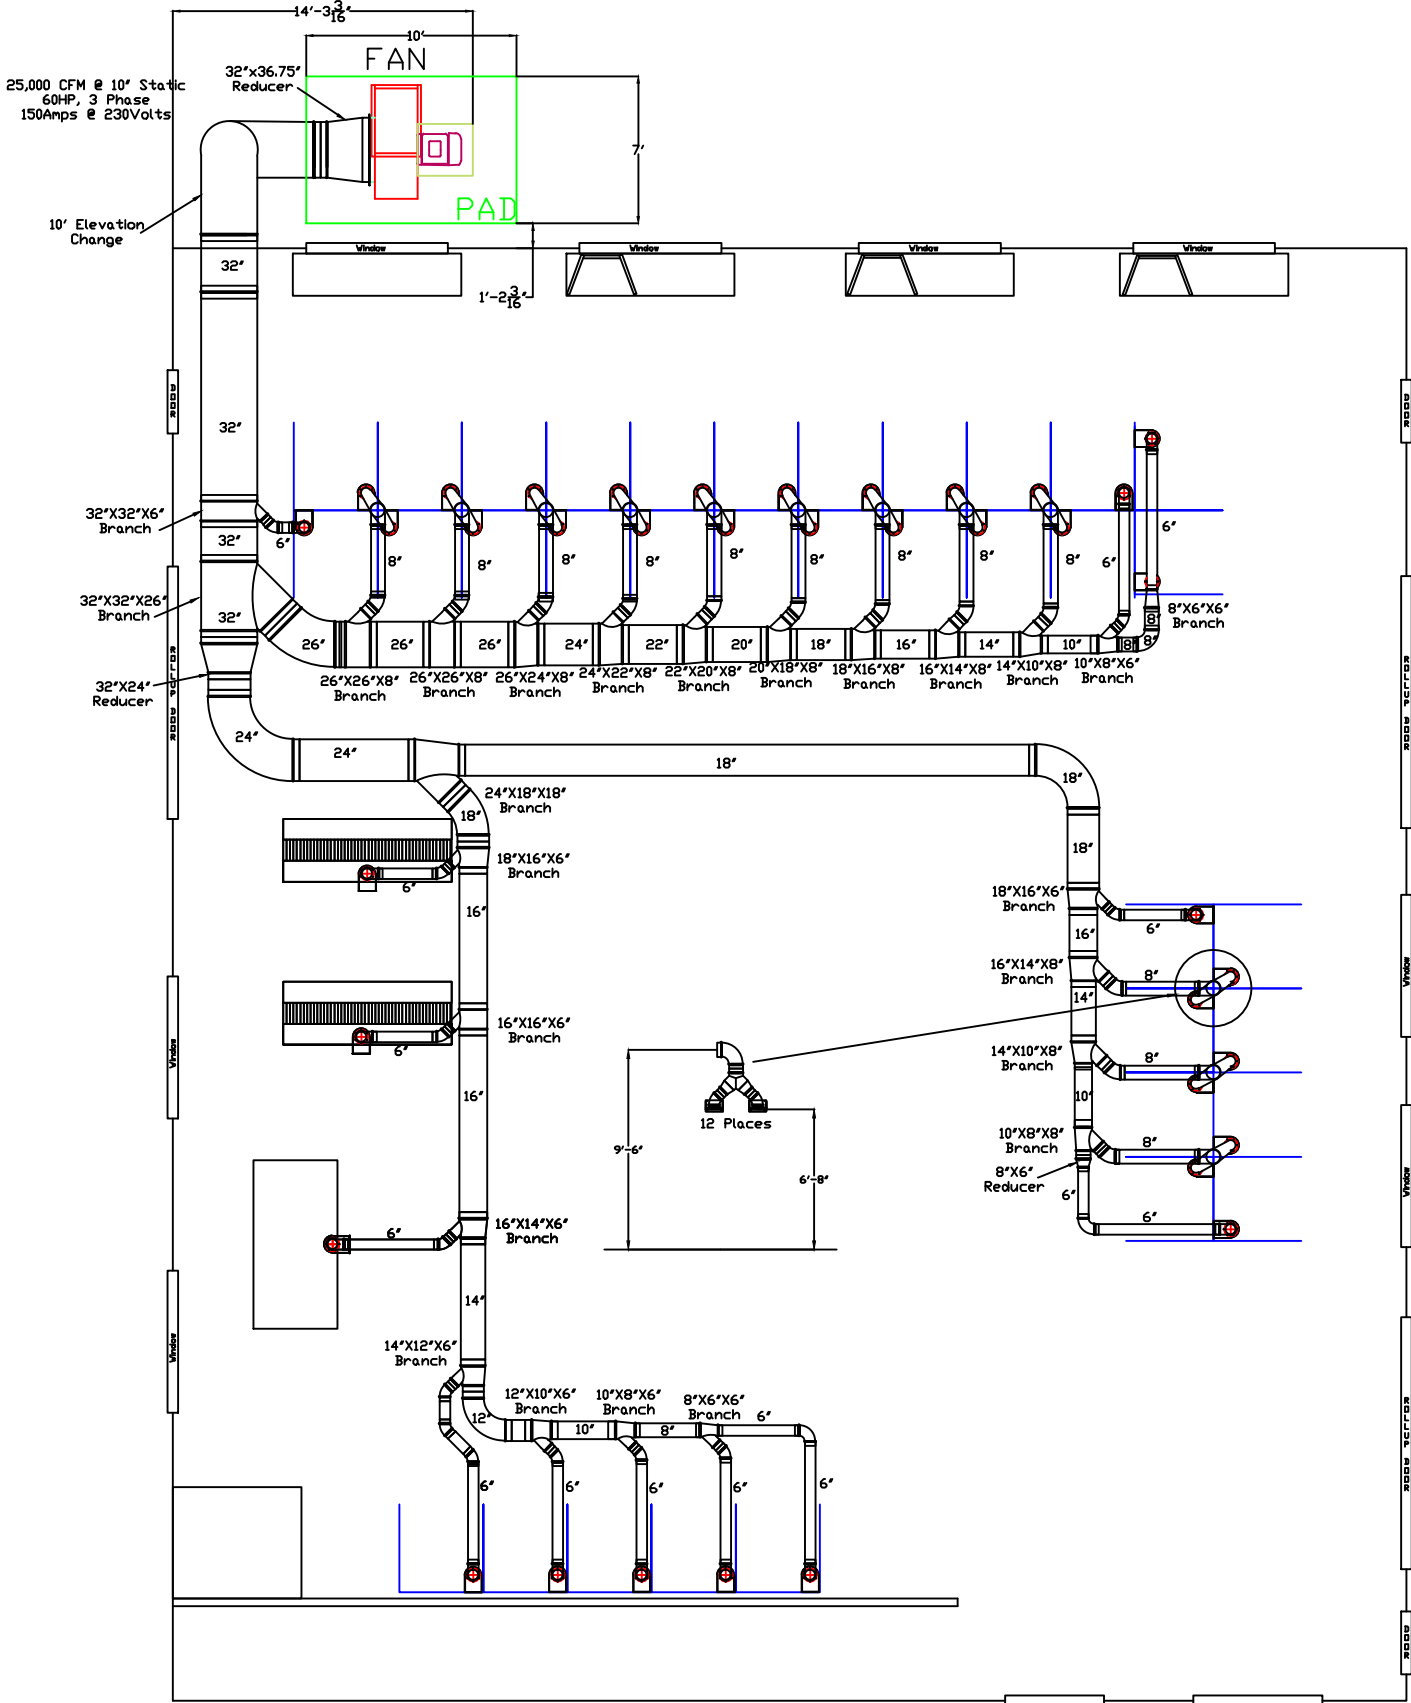 14'-3 3/16"
10'
FAN
25,000 CFM @ 10" Static
60HP, 3 Phase
150Amps @ 230Volts
32"x36.75"
Reducer
7'
PAD
10' Elevation
Change
Window
Window
Window
Window
32"
1'-2 3/16"
DOOR
DOOR
32"
32"X32"X6"
Branch
32"
6"
8"
8"
8"
8"
8"
8"
8"
8"
8"
6"
6"
32"X32"X26"
Branch
32"
8"X6"X6"
Branch
26"
26"
26"
24"
22"
20"
18"
16"
14"
10"
8
8"
8"
26"X26"X8"
Branch
26"X26"X8"
Branch
26"X24"X8"
Branch
24"X22"X8"
Branch
22"X20"X8"
Branch
20"X18"X8"
Branch
18"X16"X8"
Branch
16"X14"X8"
Branch
14"X10"X8"
Branch
10"X8"X6"
Branch
ROLLUP DOOR
ROLLUP DOOR
32"X24"
Reducer
24"
24"
18"
18"
24"X18"X18"
Branch
18"
18"
18"X16"X6"
Branch
6"
16"
18"X16"X6"
Branch
6"
16"
16"X14"X8"
Branch
8"
14"
Window
Window
16"X16"X6"
Branch
6"
14"X10"X8"
Branch
8"
16"
10"
12 Places
9'-6"
6'-8"
10"X8"X8"
Branch
8"
8"X6"
Reducer
6"
6"
Window
16"X14"X6"
Branch
6"
14"
Window
14"X12"X6"
Branch
12"X10"X6"
Branch
10"X8"X6"
Branch
8"X6"X6"
Branch
12"
10"
8"
6"
6"
6"
6"
6"
6"
ROLLUP DOOR
DOOR